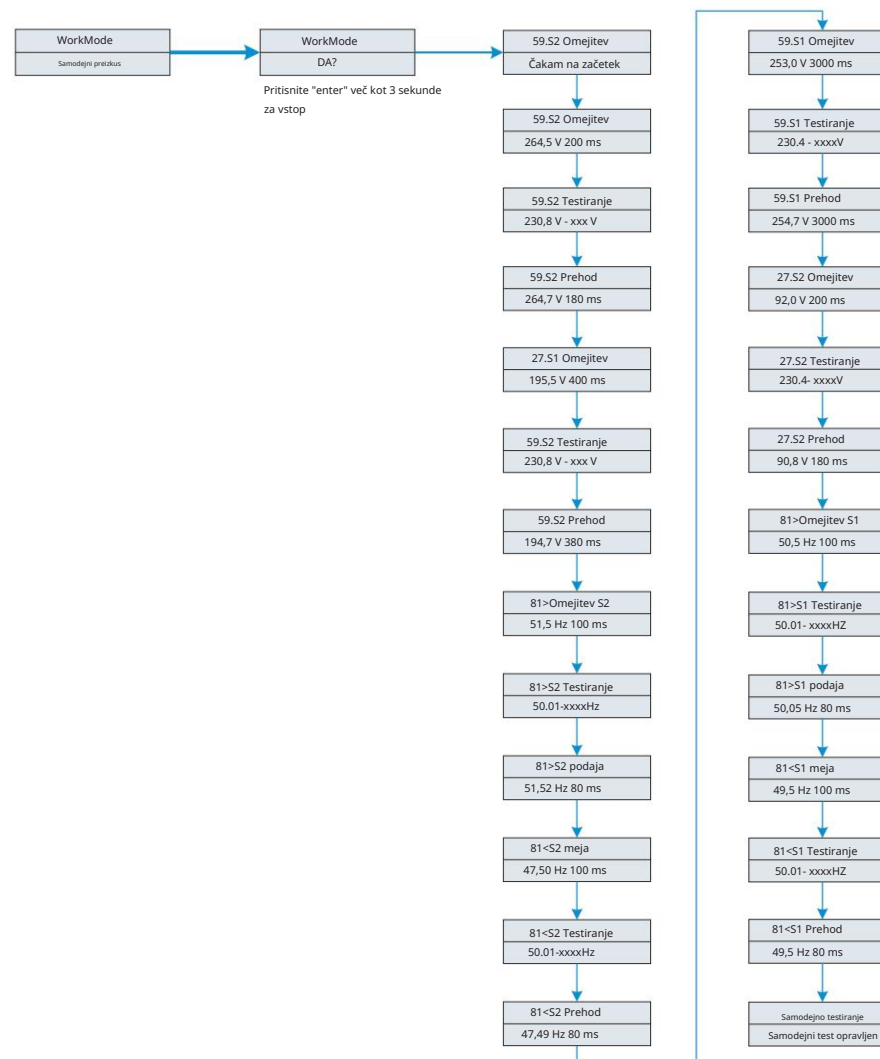 WorkMode
Samodejni preizkus
WorkMode
DA?
Pritisnite "enter" več kot 3 sekunde
za vstop
59.S2 Omejitev
Čakam na začetek
59.S2 Omejitev
264,5 V 200 ms
59.S2 Testiranje
230,8 V - xxx V
59.S2 Prehod
264,7 V 180 ms
27.S1 Omejitev
195,5 V 400 ms
59.S2 Testiranje
230,8 V - xxx V
59.S2 Prehod
194,7 V 380 ms
81>Omejitev S2
51,5 Hz 100 ms
81>S2 Testiranje
50.01-xxxxHz
81>S2 podaja
51,52 Hz 80 ms
81<S2 meja
47,50 Hz 100 ms
81<S2 Testiranje
50.01-xxxxHz
81<S2 Prehod
47,49 Hz 80 ms
59.S1 Omejitev
253,0 V 3000 ms
59.S1 Testiranje
230.4 - xxxxV
59.S1 Prehod
254,7 V 3000 ms
27.S2 Omejitev
92,0 V 200 ms
27.S2 Testiranje
230.4- xxxxV
27.S2 Prehod
90,8 V 180 ms
81>Omejitev S1
50,5 Hz 100 ms
81>S1 Testiranje
50.01- xxxxHZ
81>S1 podaja
50,05 Hz 80 ms
81<S1 meja
49,5 Hz 100 ms
81<S1 Testiranje
50.01- xxxxHZ
81<S1 Prehod
49,5 Hz 80 ms
Samodejno testiranje
Samodejni test opravljen